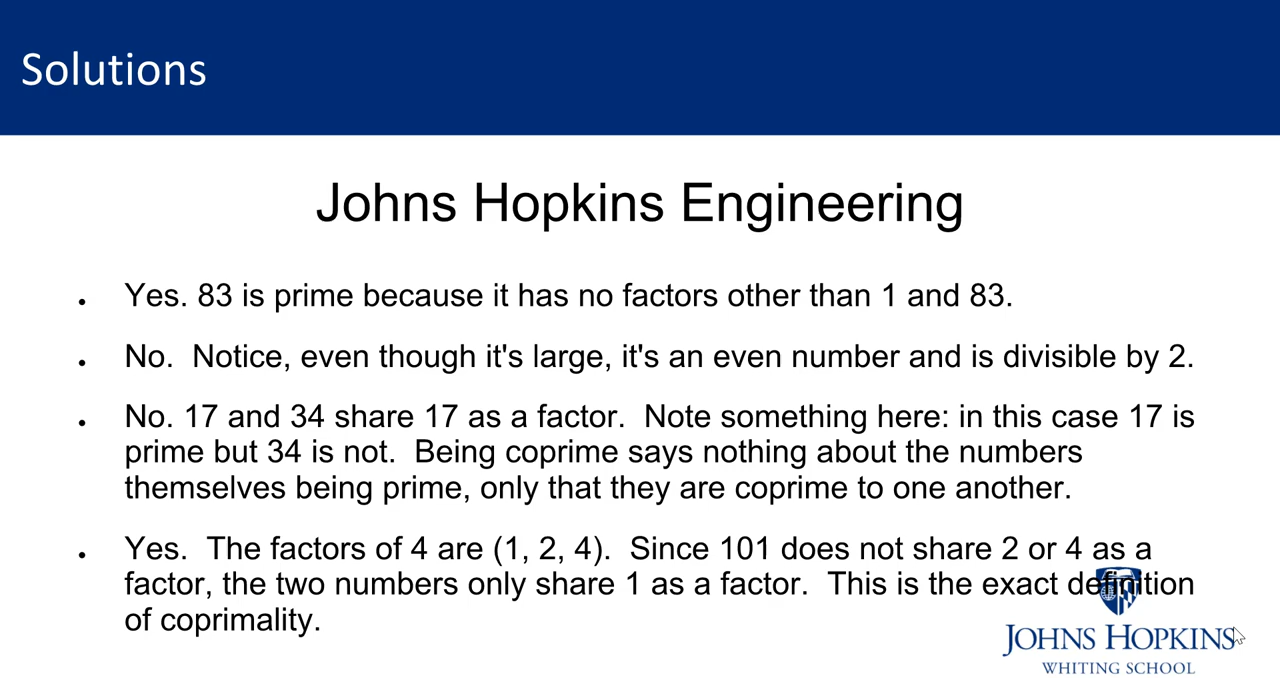 Solutions
Johns Hopkins Engineering
• Yes. 83 is prime because it has no factors other than 1 and 83.
• No.  Notice, even though it's large, it's an even number and is divisible by 2.
• No. 17 and 34 share 17 as a factor.  Note something here: in this case 17 is
prime but 34 is not.  Being coprime says nothing about the numbers
themselves being prime, only that they are coprime to one another.
• Yes.  The factors of 4 are (1, 2, 4).  Since 101 does not share 2 or 4 as a
factor, the two numbers only share 1 as a factor.  This is the exact definition
of coprimality.
JOHNS HOPKINS
WHITING SCHOOL